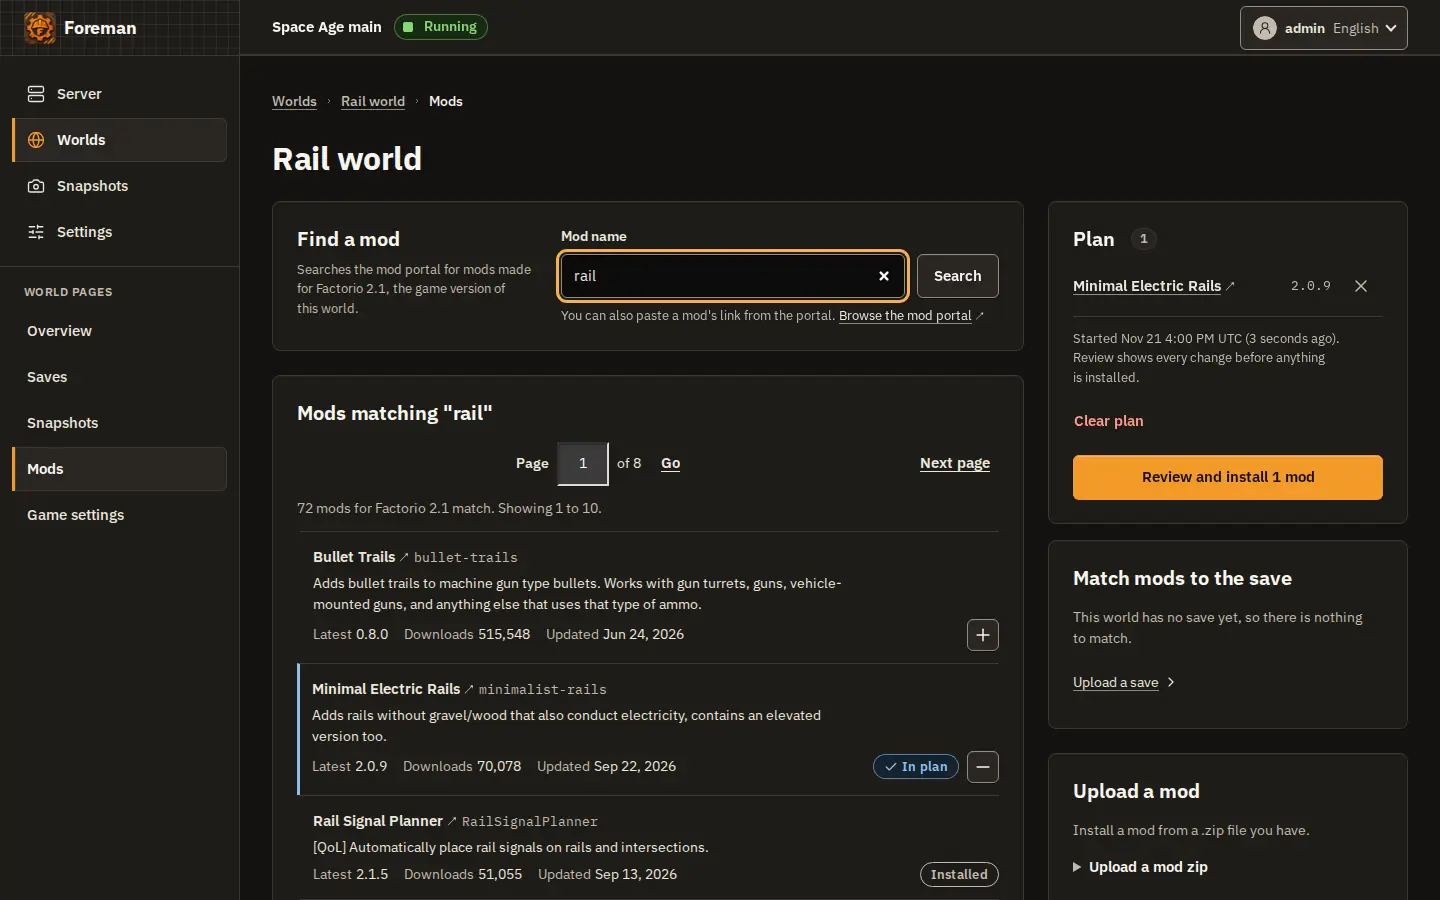 Foreman
Space Age main
Running
admin English
Server
Worlds
Snapshots
Settings
WORLD PAGES
Overview
Saves
Snapshots
Mods
Game settings
Worlds › Rail world › Mods
Rail world
Find a mod
Searches the mod portal for mods made
for Factorio 2.1, the game version of
this world.
Mod name
rail
Search
You can also paste a mod's link from the portal. Browse the mod portal ↗
Mods matching "rail"
Page 1 of 8 Go
Next page
72 mods for Factorio 2.1 match. Showing 1 to 10.
Bullet Trails ↗ bullet-trails
Adds bullet trails to machine gun type bullets. Works with gun turrets, guns, vehicle-
mounted guns, and anything else that uses that type of ammo.
Latest 0.8.0 Downloads 515,548 Updated Jun 24, 2026
Minimal Electric Rails ↗ minimalist-rails
Adds rails without gravel/wood that also conduct electricity, contains an elevated
version too.
Latest 2.0.9 Downloads 70,078 Updated Sep 22, 2026
In plan
Rail Signal Planner ↗ RailSignalPlanner
[QoL] Automatically place rail signals on rails and intersections.
Latest 2.1.5 Downloads 51,055 Updated Sep 13, 2026
Installed
Plan 1
Minimal Electric Rails ↗ 2.0.9
Started Nov 21 4:00 PM UTC (3 seconds ago).
Review shows every change before anything
is installed.
Clear plan
Review and install 1 mod
Match mods to the save
This world has no save yet, so there is nothing
to match.
Upload a save
Upload a mod
Install a mod from a .zip file you have.
Upload a mod zip